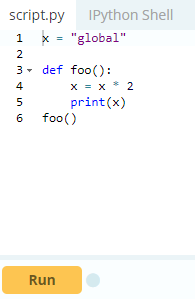 script.py IPython Shell
1 x = "global"
2
3 def foo():
4     x = x * 2
5     print(x)
6 foo()
Run